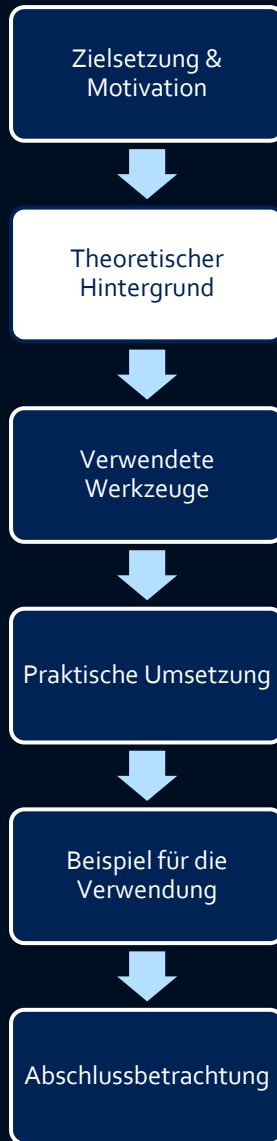 Zielsetzung &
Motivation
Theoretischer
Hintergrund
Verwendete
Werkzeuge
Praktische Umsetzung
Beispiel für die
Verwendung
Abschlussbetrachtung